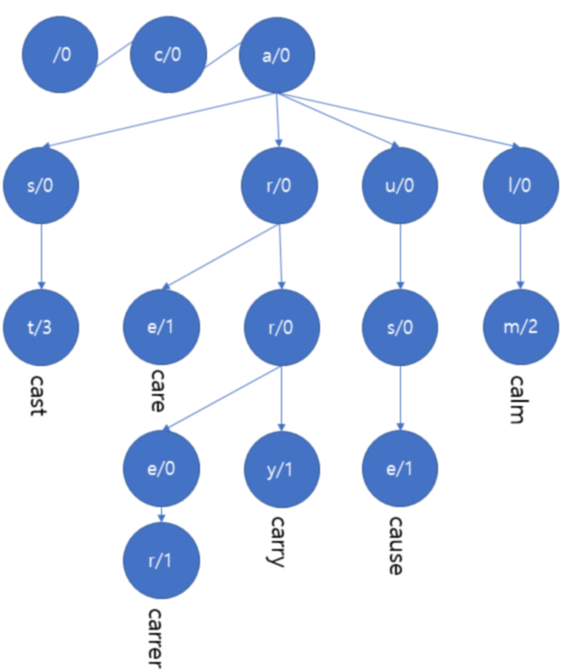 /0 c/0 a/0
s/0 r/0 u/0 l/0
t/3 e/1 r/0 s/0 m/2
cast care calm
e/0 y/1 e/1
carry cause
r/1
carrer